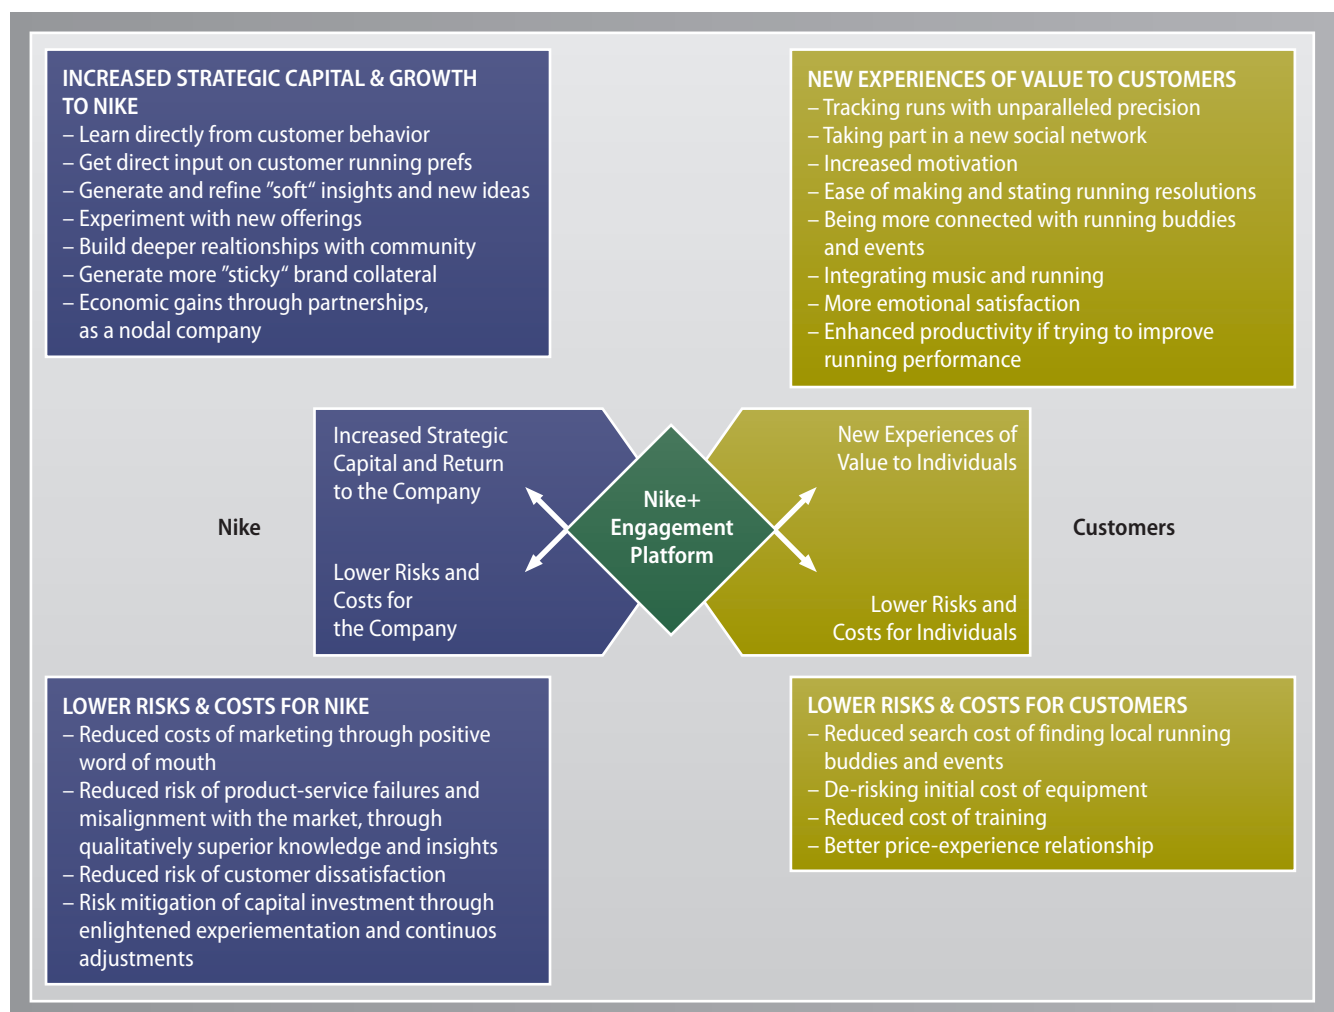 INCREASED STRATEGIC CAPITAL & GROWTH
TO NIKE
– Learn directly from customer behavior
– Get direct input on customer running prefs
– Generate and refine ”soft“ insights and new ideas
– Experiment with new offerings
– Build deeper realtionships with community
– Generate more ”sticky“ brand collateral
– Economic gains through partnerships,
as a nodal company
NEW EXPERIENCES OF VALUE TO CUSTOMERS
– Tracking runs with unparalleled precision
– Taking part in a new social network
– Increased motivation
– Ease of making and stating running resolutions
– Being more connected with running buddies
and events
– Integrating music and running
– More emotional satisfaction
– Enhanced productivity if trying to improve
running performance
Nike
Increased Strategic
Capital and Return
to the Company
Lower Risks and
Costs for
the Company
Nike+
Engagement
Platform
New Experiences of
Value to Individuals
Lower Risks and
Costs for Individuals
Customers
LOWER RISKS & COSTS FOR NIKE
– Reduced costs of marketing through positive
word of mouth
– Reduced risk of product-service failures and
misalignment with the market, through
qualitatively superior knowledge and insights
– Reduced risk of customer dissatisfaction
– Risk mitigation of capital investment through
enlightened experiementation and continuos
adjustments
LOWER RISKS & COSTS FOR CUSTOMERS
– Reduced search cost of finding local running
buddies and events
– De-risking initial cost of equipment
– Reduced cost of training
– Better price-experience relationship